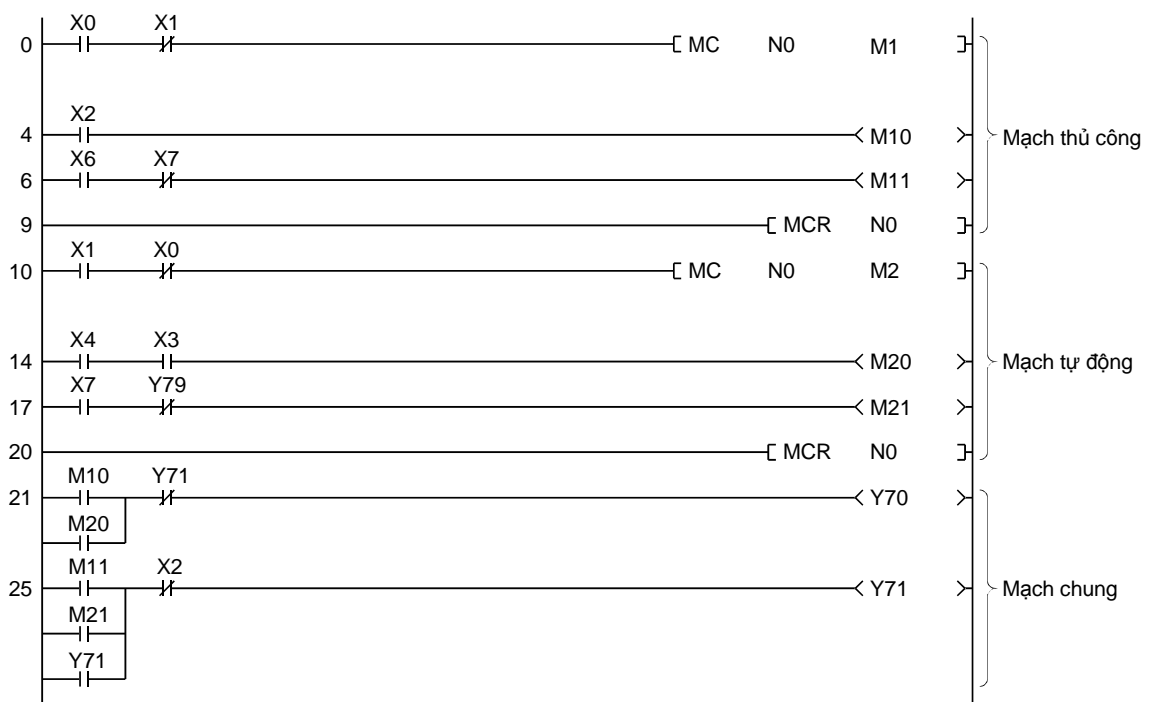 X0 X1
0 MC N0 M1
X2
4 M10 Mạch thủ công
X6 X7
6 M11
9 MCR N0
X1 X0
10 MC N0 M2
X4 X3
14 M20 Mạch tự động
X7 Y79
17 M21
20 MCR N0
M10 Y71
21 Y70
M20
M11 X2
25 Y71 Mạch chung
M21
Y71